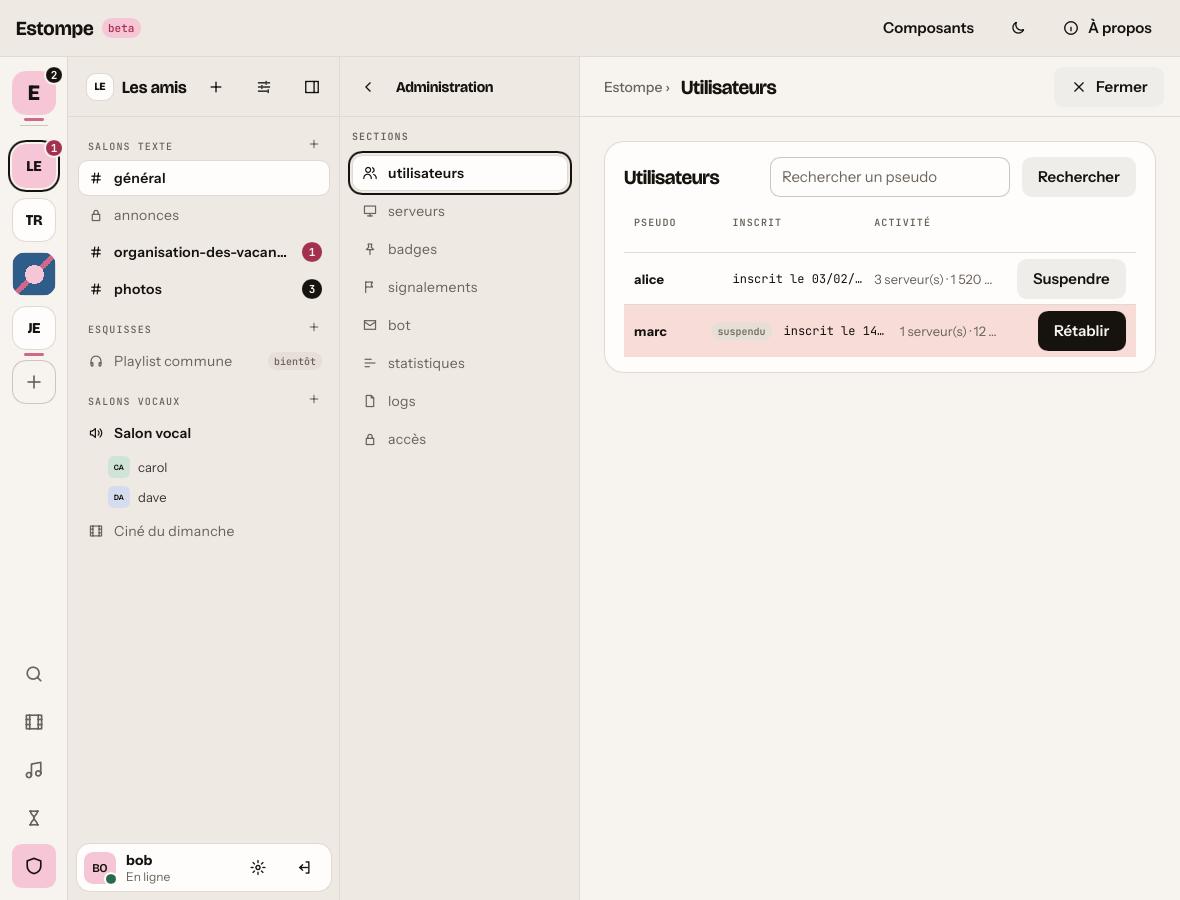 Estompe beta
Composants
À propos
E 2
LE 1
TR
JE
LE Les amis
SALONS TEXTE
# général
annonces
# organisation-des-vacan… 1
# photos 3
ESQUISSES
Playlist commune bientôt
SALONS VOCAUX
Salon vocal
CA carol
DA dave
Ciné du dimanche
BO bob
En ligne
Administration
SECTIONS
utilisateurs
serveurs
badges
signalements
bot
statistiques
logs
accès
Estompe › Utilisateurs
Fermer
Utilisateurs
Rechercher un pseudo
Rechercher
PSEUDO INSCRIT ACTIVITÉ
alice inscrit le 03/02/… 3 serveur(s) · 1 520 … Suspendre
marc suspendu inscrit le 14… 1 serveur(s) · 12 … Rétablir